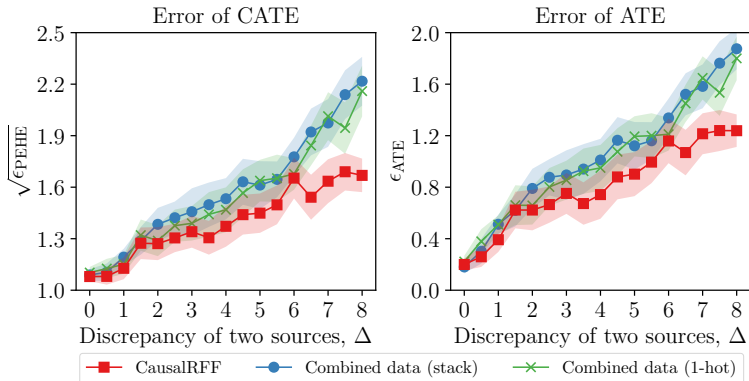 Error of CATE
√ϵPEHE
2.5
2.2
1.9
1.6
1.3
1.0
0 1 2 3 4 5 6 7 8
Discrepancy of two sources, Δ
Error of ATE
ϵATE
2.0
1.6
1.2
0.8
0.4
0.0
0 1 2 3 4 5 6 7 8
Discrepancy of two sources, Δ
CausalRFF Combined data (stack) Combined data (1-hot)